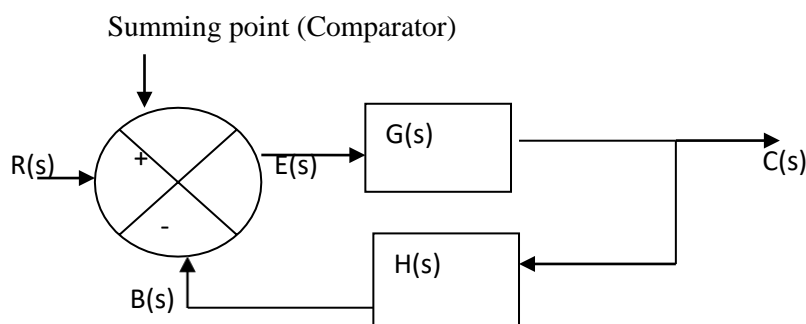 Summing point (Comparator)
G(s)
+
R(s)
E(s)
C(s)
-
H(s)
B(s)